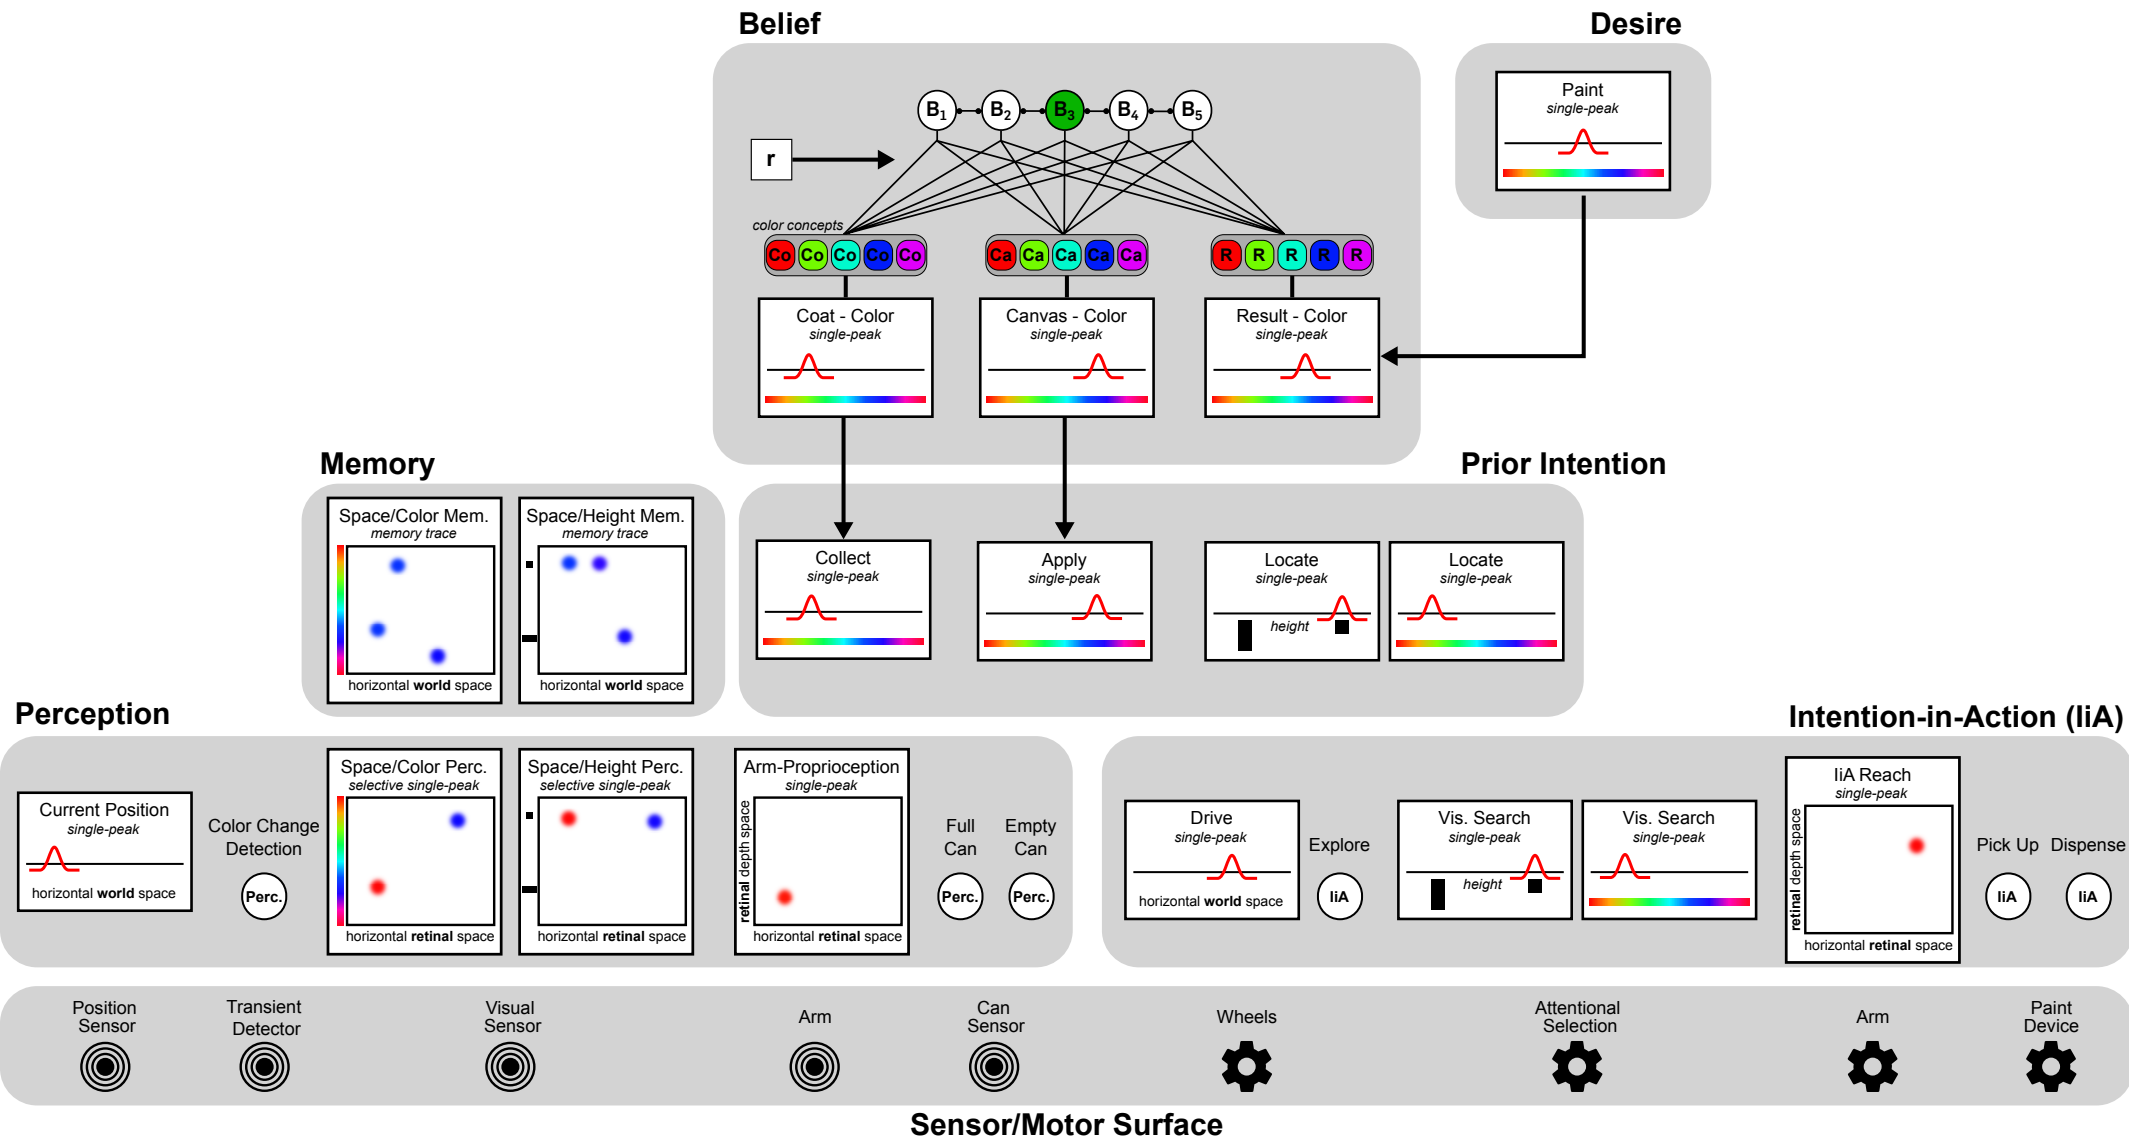 Belief
Desire
B1
B2
B3
B4
B5
r
Paint
single-peak
color concepts
Co Co Co Co Co
Ca Ca Ca Ca Ca
R R R R R
Coat - Color
single-peak
Canvas - Color
single-peak
Result - Color
single-peak
Memory
Prior Intention
Space/Color Mem.
memory trace
horizontal world space
Space/Height Mem.
memory trace
horizontal world space
Collect
single-peak
Apply
single-peak
Locate
single-peak
height
Locate
single-peak
Perception
Intention-in-Action (IiA)
Current Position
single-peak
horizontal world space
Color Change
Detection
Perc.
Space/Color Perc.
selective single-peak
horizontal retinal space
Space/Height Perc.
selective single-peak
horizontal retinal space
Arm-Proprioception
single-peak
retinal depth space
horizontal retinal space
Full
Can
Perc.
Empty
Can
Perc.
Drive
single-peak
horizontal world space
Explore
IiA
Vis. Search
single-peak
height
Vis. Search
single-peak
IiA Reach
single-peak
retinal depth space
horizontal retinal space
Pick Up
IiA
Dispense
IiA
Position
Sensor
Transient
Detector
Visual
Sensor
Arm
Can
Sensor
Wheels
Attentional
Selection
Arm
Paint
Device
Sensor/Motor Surface